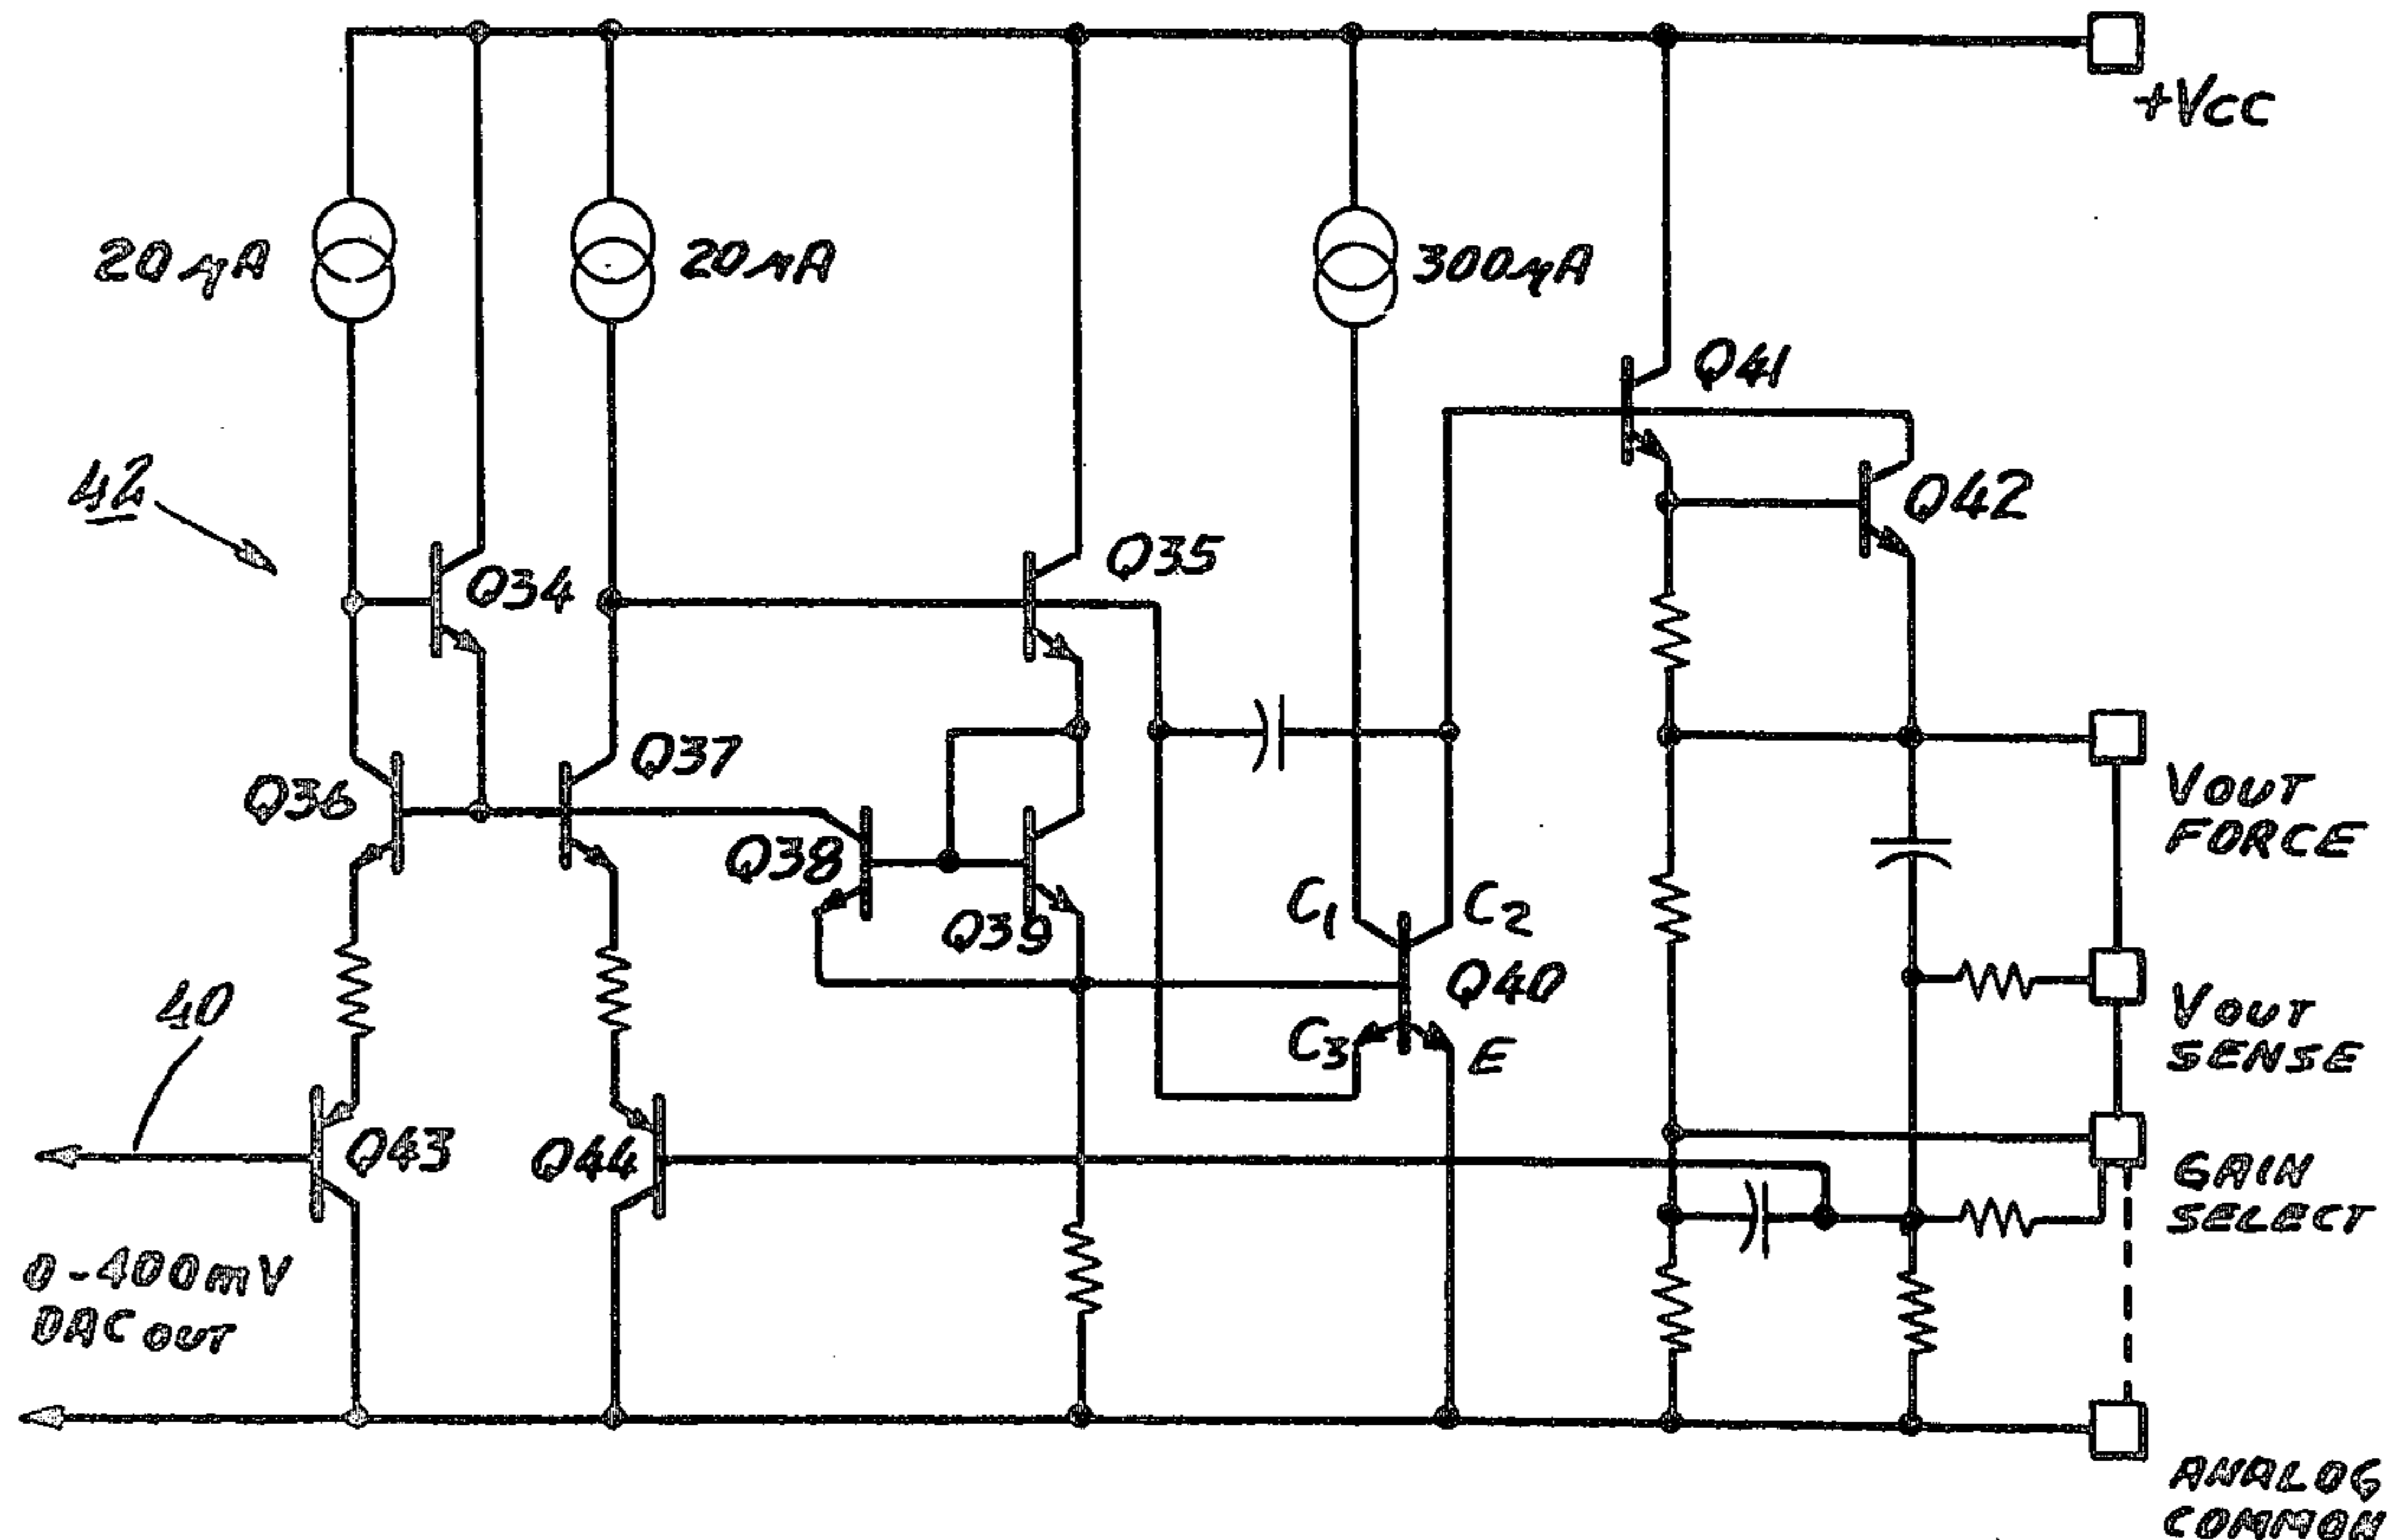 +VCC
20μA
20μA
300μA
Q41
42
Q42
Q35
Q34
Q37
Q36
VOUT
FORCE
Q38
C1
C2
Q39
Q40
40
VOUT
SENSE
C3
E
Q43
Q44
GAIN
SELECT
0-400mV
DAC OUT
ANALOG
COMMON